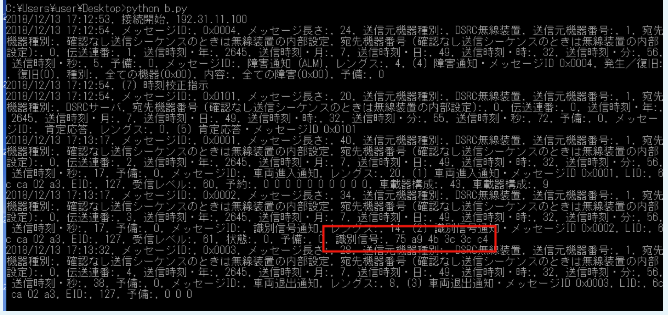 C:¥Users¥user¥Desktop>python b.py
2018/12/13 17:12:53, 接続開始, 192.31.11.100
2018/12/13 17:12:54, メッセージID:, 0x0004, メッセージ長さ:, 24, 送信元機器種別:, DSRC無線装置, 送信元機器番号:, 1, 宛先
機器種別:, 確認なし送信シーケンスのときは無線装置の内部設定, 宛先機器番号（確認なし送信シーケンスのときは無線装置の内部
設定）:, 0, 伝送連番:, 1, 送信時刻・年:, 2645, 送信時刻・月:, 7, 送信時刻・日:, 49, 送信時刻・時:, 32, 送信時刻・分:, 56,
送信時刻・秒:, 5, 予備:, 0, メッセージID:, 障害通知 (ALM), レングス:, 4, (4) 障害通知・メッセージID 0x0004, 発生／復旧:
, 復旧(0), 種別:, 全ての機器(0x00), 内容:, 全ての障害(0x00), 予備:, 0
2018/12/13 17:12:54, (7) 時刻校正指示
2018/12/13 17:12:54, メッセージID:, 0x0101, メッセージ長さ:, 20, 送信元機器種別:, DSRC無線装置, 送信元機器番号:, 1, 宛先
機器種別:, DSRCサーバ, 宛先機器番号（確認なし送信シーケンスのときは無線装置の内部設定）:, 0, 伝送連番:, 0, 送信時刻・年:,
2645, 送信時刻・月:, 7, 送信時刻・日:, 49, 送信時刻・時:, 32, 送信時刻・分:, 55, 送信時刻・秒:, 72, 予備:, 0, メッセー
ジID:, 肯定応答, レングス:, 0, (5) 肯定応答・メッセージID 0x0101
2018/12/13 17:13:17, メッセージID:, 0x0001, メッセージ長さ:, 40, 送信元機器種別:, DSRC無線装置, 送信元機器番号:, 1, 宛先
機器種別:, 確認なし送信シーケンスのときは無線装置の内部設定, 宛先機器番号（確認なし送信シーケンスのときは無線装置の内部
設定）:, 0, 伝送連番:, 2, 送信時刻・年:, 2645, 送信時刻・月:, 7, 送信時刻・日:, 49, 送信時刻・時:, 32, 送信時刻・分:, 56,
送信時刻・秒:, 17, 予備:, 0, メッセージID:, 車両進入通知, レングス:, 20, (1) 車両進入通知・メッセージID 0x0001, LID:, 6
c ca 02 a3, EID:, 127, 受信レベル:, 60, 予約:, 0 0 0 0 0 0 0 0 0 0, 車載器構成:, 43, 車載器構成:, 9
2018/12/13 17:13:17, メッセージID:, 0x0002, メッセージ長さ:, 34, 送信元機器種別:, DSRC無線装置, 送信元機器番号:, 1, 宛先
機器種別:, 確認なし送信シーケンスのときは無線装置の内部設定, 宛先機器番号（確認なし送信シーケンスのときは無線装置の内部
設定）:, 0, 伝送連番:, 3, 送信時刻・年:, 2645, 送信時刻・月:, 7, 送信時刻・日:, 49, 送信時刻・時:, 32, 送信時刻・分:, 56,
送信時刻・秒:, 17, 予備:, 0, メッセージID:, 識別信号通知, レングス:, 14, 識別信号通知・メッセージID 0x0002, LID:, 6
c ca 02 a3, EID:, 127, 受信レベル:, 61, 状態:, 0, 予備:, 識別信号:, 75 a9 4b 3c 3c c4
2018/12/13 17:13:32, メッセージID:, 0x0003, メッセージ長さ:, 28, 送信元機器種別:, DSRC無線装置, 送信元機器番号:, 1, 宛先
機器種別:, 確認なし送信シーケンスのときは無線装置の内部設定, 宛先機器番号（確認なし送信シーケンスのときは無線装置の内部
設定）:, 0, 伝送連番:, 4, 送信時刻・年:, 2645, 送信時刻・月:, 7, 送信時刻・日:, 49, 送信時刻・時:, 32, 送信時刻・分:, 56,
送信時刻・秒:, 38, 予備:, 0, メッセージID:, 車両退出通知, レングス:, 8, (3) 車両退出通知・メッセージID 0x0003, LID:, 6c
ca 02 a3, EID:, 127, 予備:, 0 0 0